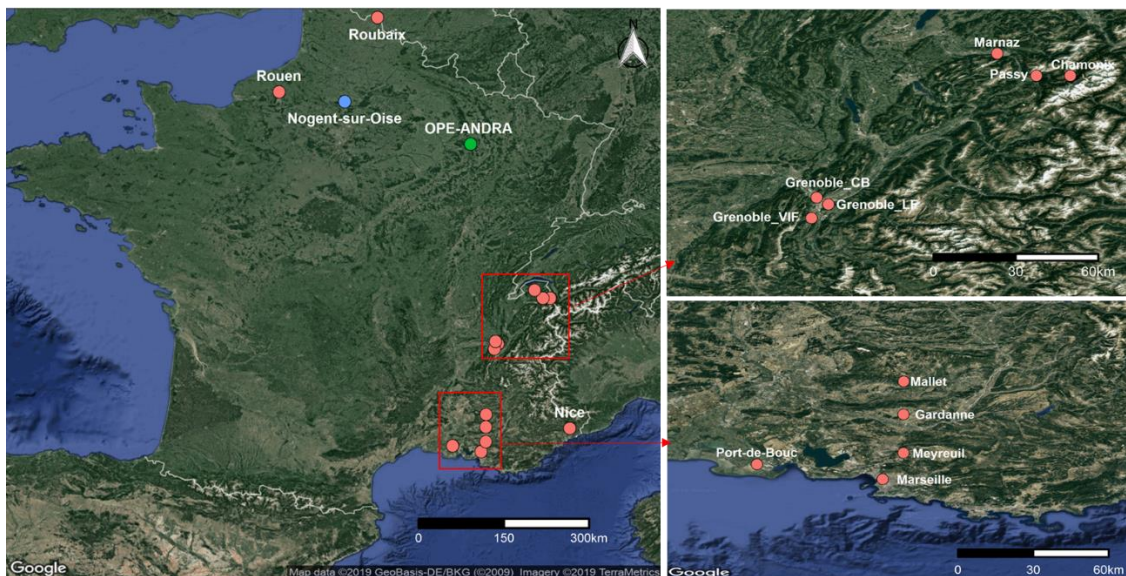 Roubaix
N
Rouen
Nogent-sur-Oise
OPE-ANDRA
Nice
0 150 300km
Google
Map data ©2019 GeoBasis-DE/BKG (©2009) Imagery ©2019 TerraMetrics
Marnaz
Passy
Chamonix
Grenoble_CB
Grenoble_LF
Grenoble_VIF
0 30 60km
Mallet
Gardanne
Port-de-Bouc
Meyreuil
Marseille
0 30 60km
Google